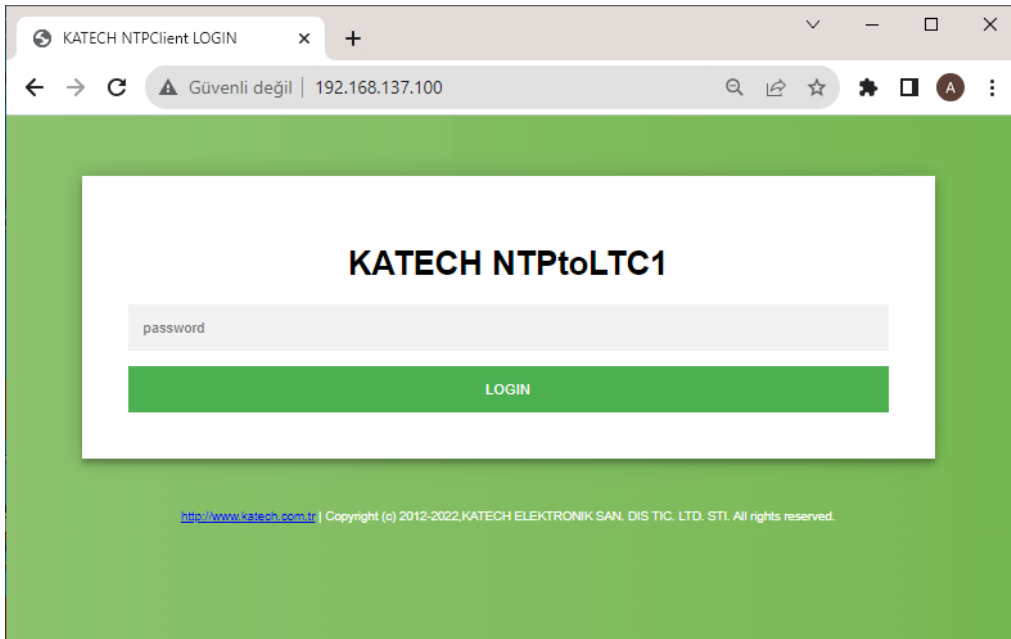 KATECH NTPClient LOGIN
Güvenli değil | 192.168.137.100
A
KATECH NTPtoLTC1
password
LOGIN
http://www.katech.com.tr | Copyright (c) 2012-2022,KATECH ELEKTRONIK SAN. DIS TIC. LTD. STI. All rights reserved.